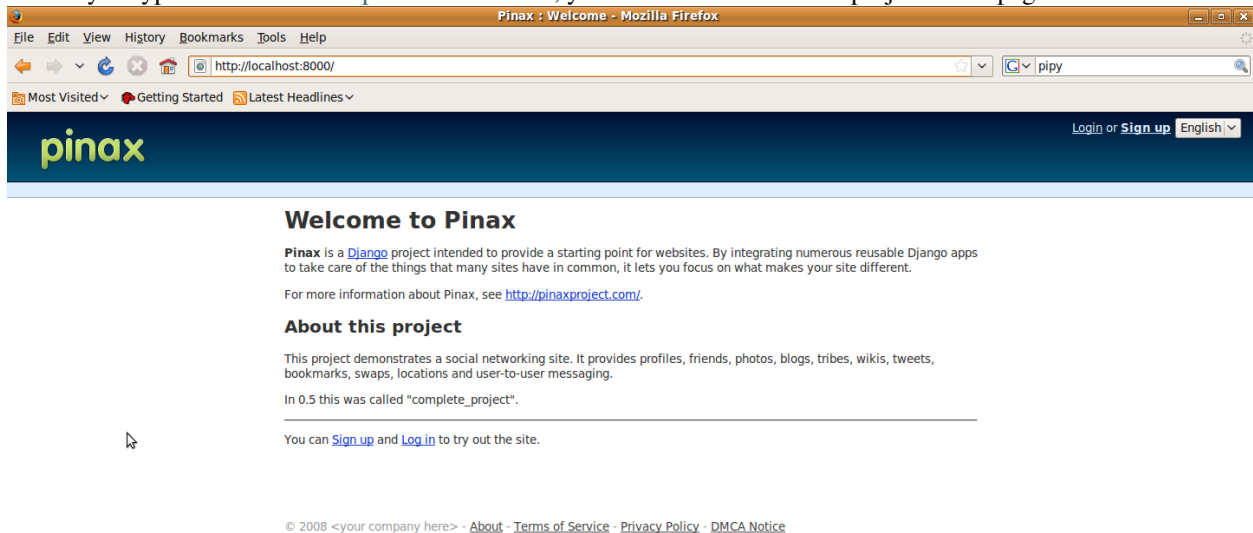 Pinax : Welcome - Mozilla Firefox
File Edit View History Bookmarks Tools Help
http://localhost:8000/ G pipy
Most Visited Getting Started Latest Headlines
pinax
Login or Sign up English
Welcome to Pinax
Pinax is a Django project intended to provide a starting point for websites. By integrating numerous reusable Django apps
to take care of the things that many sites have in common, it lets you focus on what makes your site different.
For more information about Pinax, see http://pinaxproject.com/.
About this project
This project demonstrates a social networking site. It provides profiles, friends, photos, blogs, tribes, wikis, tweets,
bookmarks, swaps, locations and user-to-user messaging.
In 0.5 this was called "complete_project".
You can Sign up and Log in to try out the site.
© 2008 <your company here> - About - Terms of Service - Privacy Policy - DMCA Notice